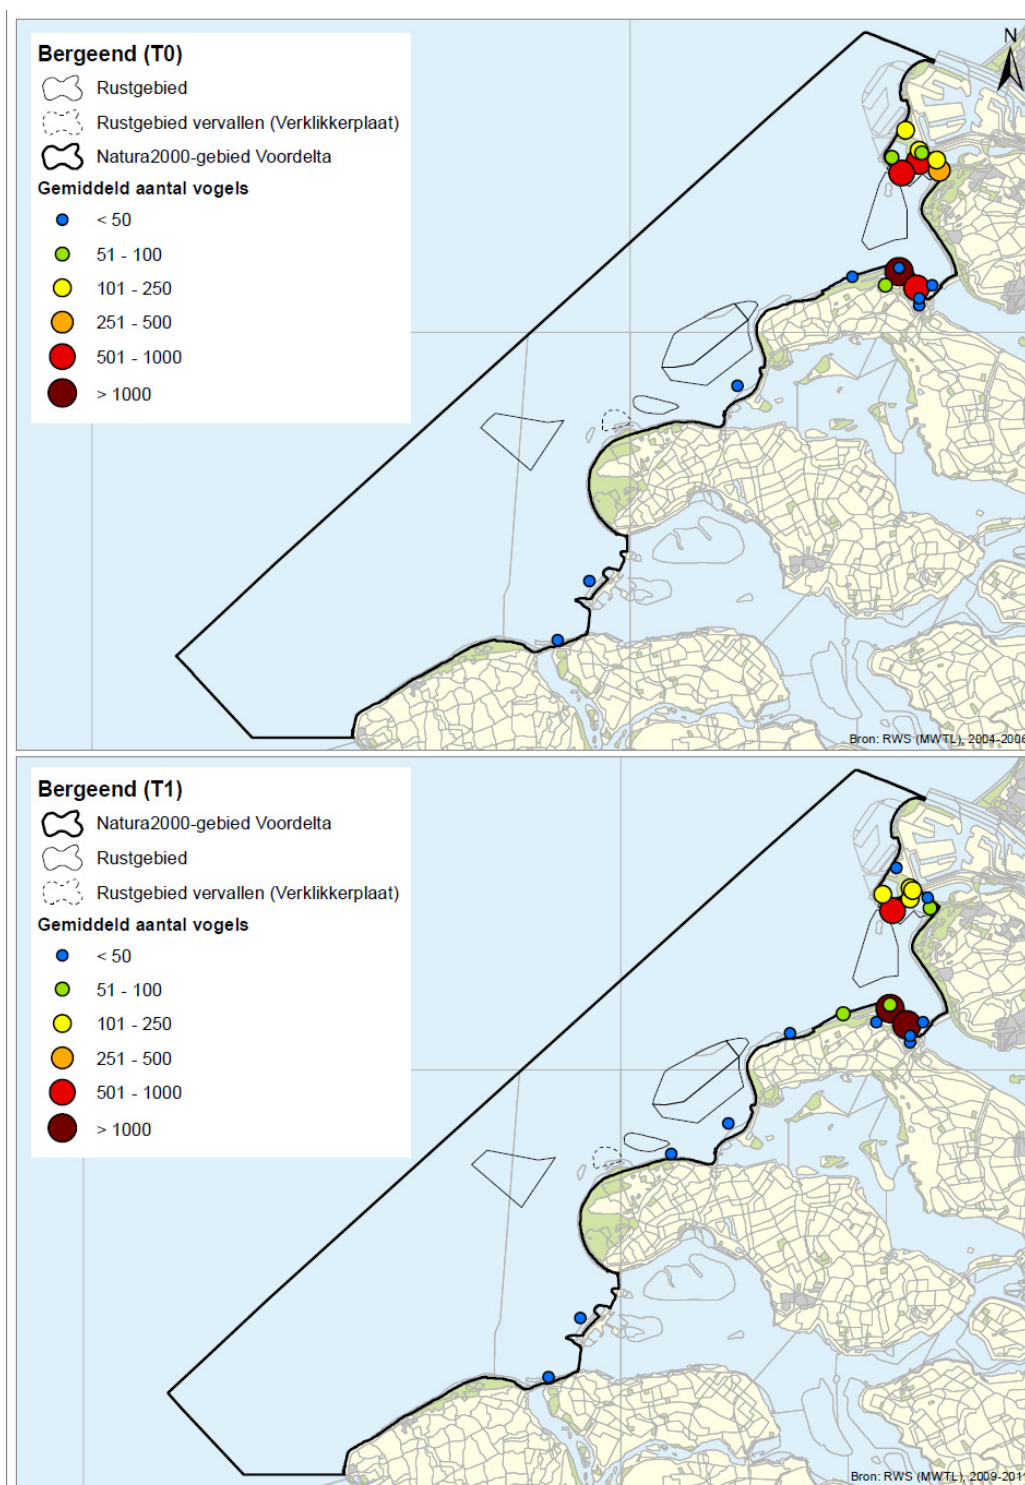 Bergeend (T0)
Rustgebied
Rustgebied vervallen (Verklikkerplaat)
Natura2000-gebied Voordelta
Gemiddeld aantal vogels
< 50
51 - 100
101 - 250
251 - 500
501 - 1000
> 1000
N
Bron: RWS (MWTL), 2004-2006
Bergeend (T1)
Natura2000-gebied Voordelta
Rustgebied
Rustgebied vervallen (Verklikkerplaat)
Gemiddeld aantal vogels
< 50
51 - 100
101 - 250
251 - 500
501 - 1000
> 1000
Bron: RWS (MWTL), 2009-2011